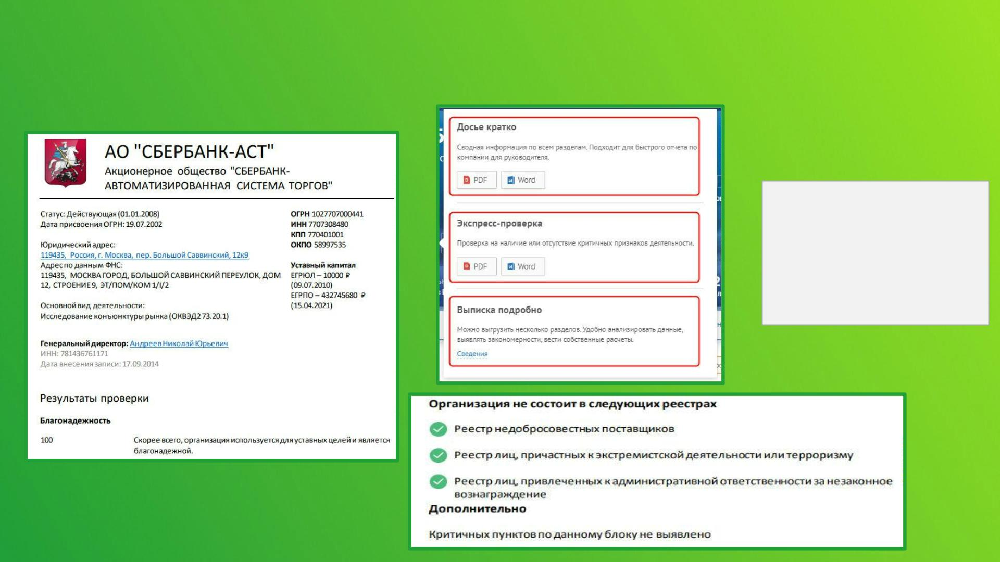 АО "СБЕРБАНК-АСТ"
Акционерное общество "СБЕРБАНК-
АВТОМАТИЗИРОВАННАЯ СИСТЕМА ТОРГОВ"
Статус: Действующая (01.01.2008)
Дата присвоения ОГРН: 19.07.2002
Юридический адрес:
119435, Россия, г. Москва, пер. Большой Саввинский, 12к9
Адрес по данным ФНС:
119435, МОСКВА ГОРОД, БОЛЬШОЙ САВВИНСКИЙ ПЕРЕУЛОК, ДОМ
12, СТРОЕНИЕ 9, ЭТ/ПОМ/КОМ 1/I/2
Основной вид деятельности:
Исследование конъюнктуры рынка (ОКВЭД2 73.20.1)
Генеральный директор: Андреев Николай Юрьевич
ИНН: 781436761171
Дата внесения записи: 17.09.2014
ОГРН 1027707000441
ИНН 7707308480
КПП 770401001
ОКПО 58997535
Уставный капитал
ЕГРЮЛ – 10000 ₽
(09.07.2010)
ЕГРПО – 432745680 ₽
(15.04.2021)
Результаты проверки
Благонадежность
100 Скорее всего, организация используется для уставных целей и является
благонадежной.
Досье кратко
Сводная информация по всем разделам. Подходит для быстрого отчета по
компании для руководителя.
PDF Word
Экспресс-проверка
Проверка на наличие или отсутствие критичных признаков деятельности.
PDF Word
Выписка подробно
Можно выгрузить несколько разделов. Удобно анализировать данные,
выявлять закономерности, вести собственные расчеты.
Сведения
Организация не состоит в следующих реестрах
Реестр недобросовестных поставщиков
Реестр лиц, причастных к экстремистской деятельности или терроризму
Реестр лиц, привлеченных к административной ответственности за незаконное
вознаграждение
Дополнительно
Критичных пунктов по данному блоку не выявлено